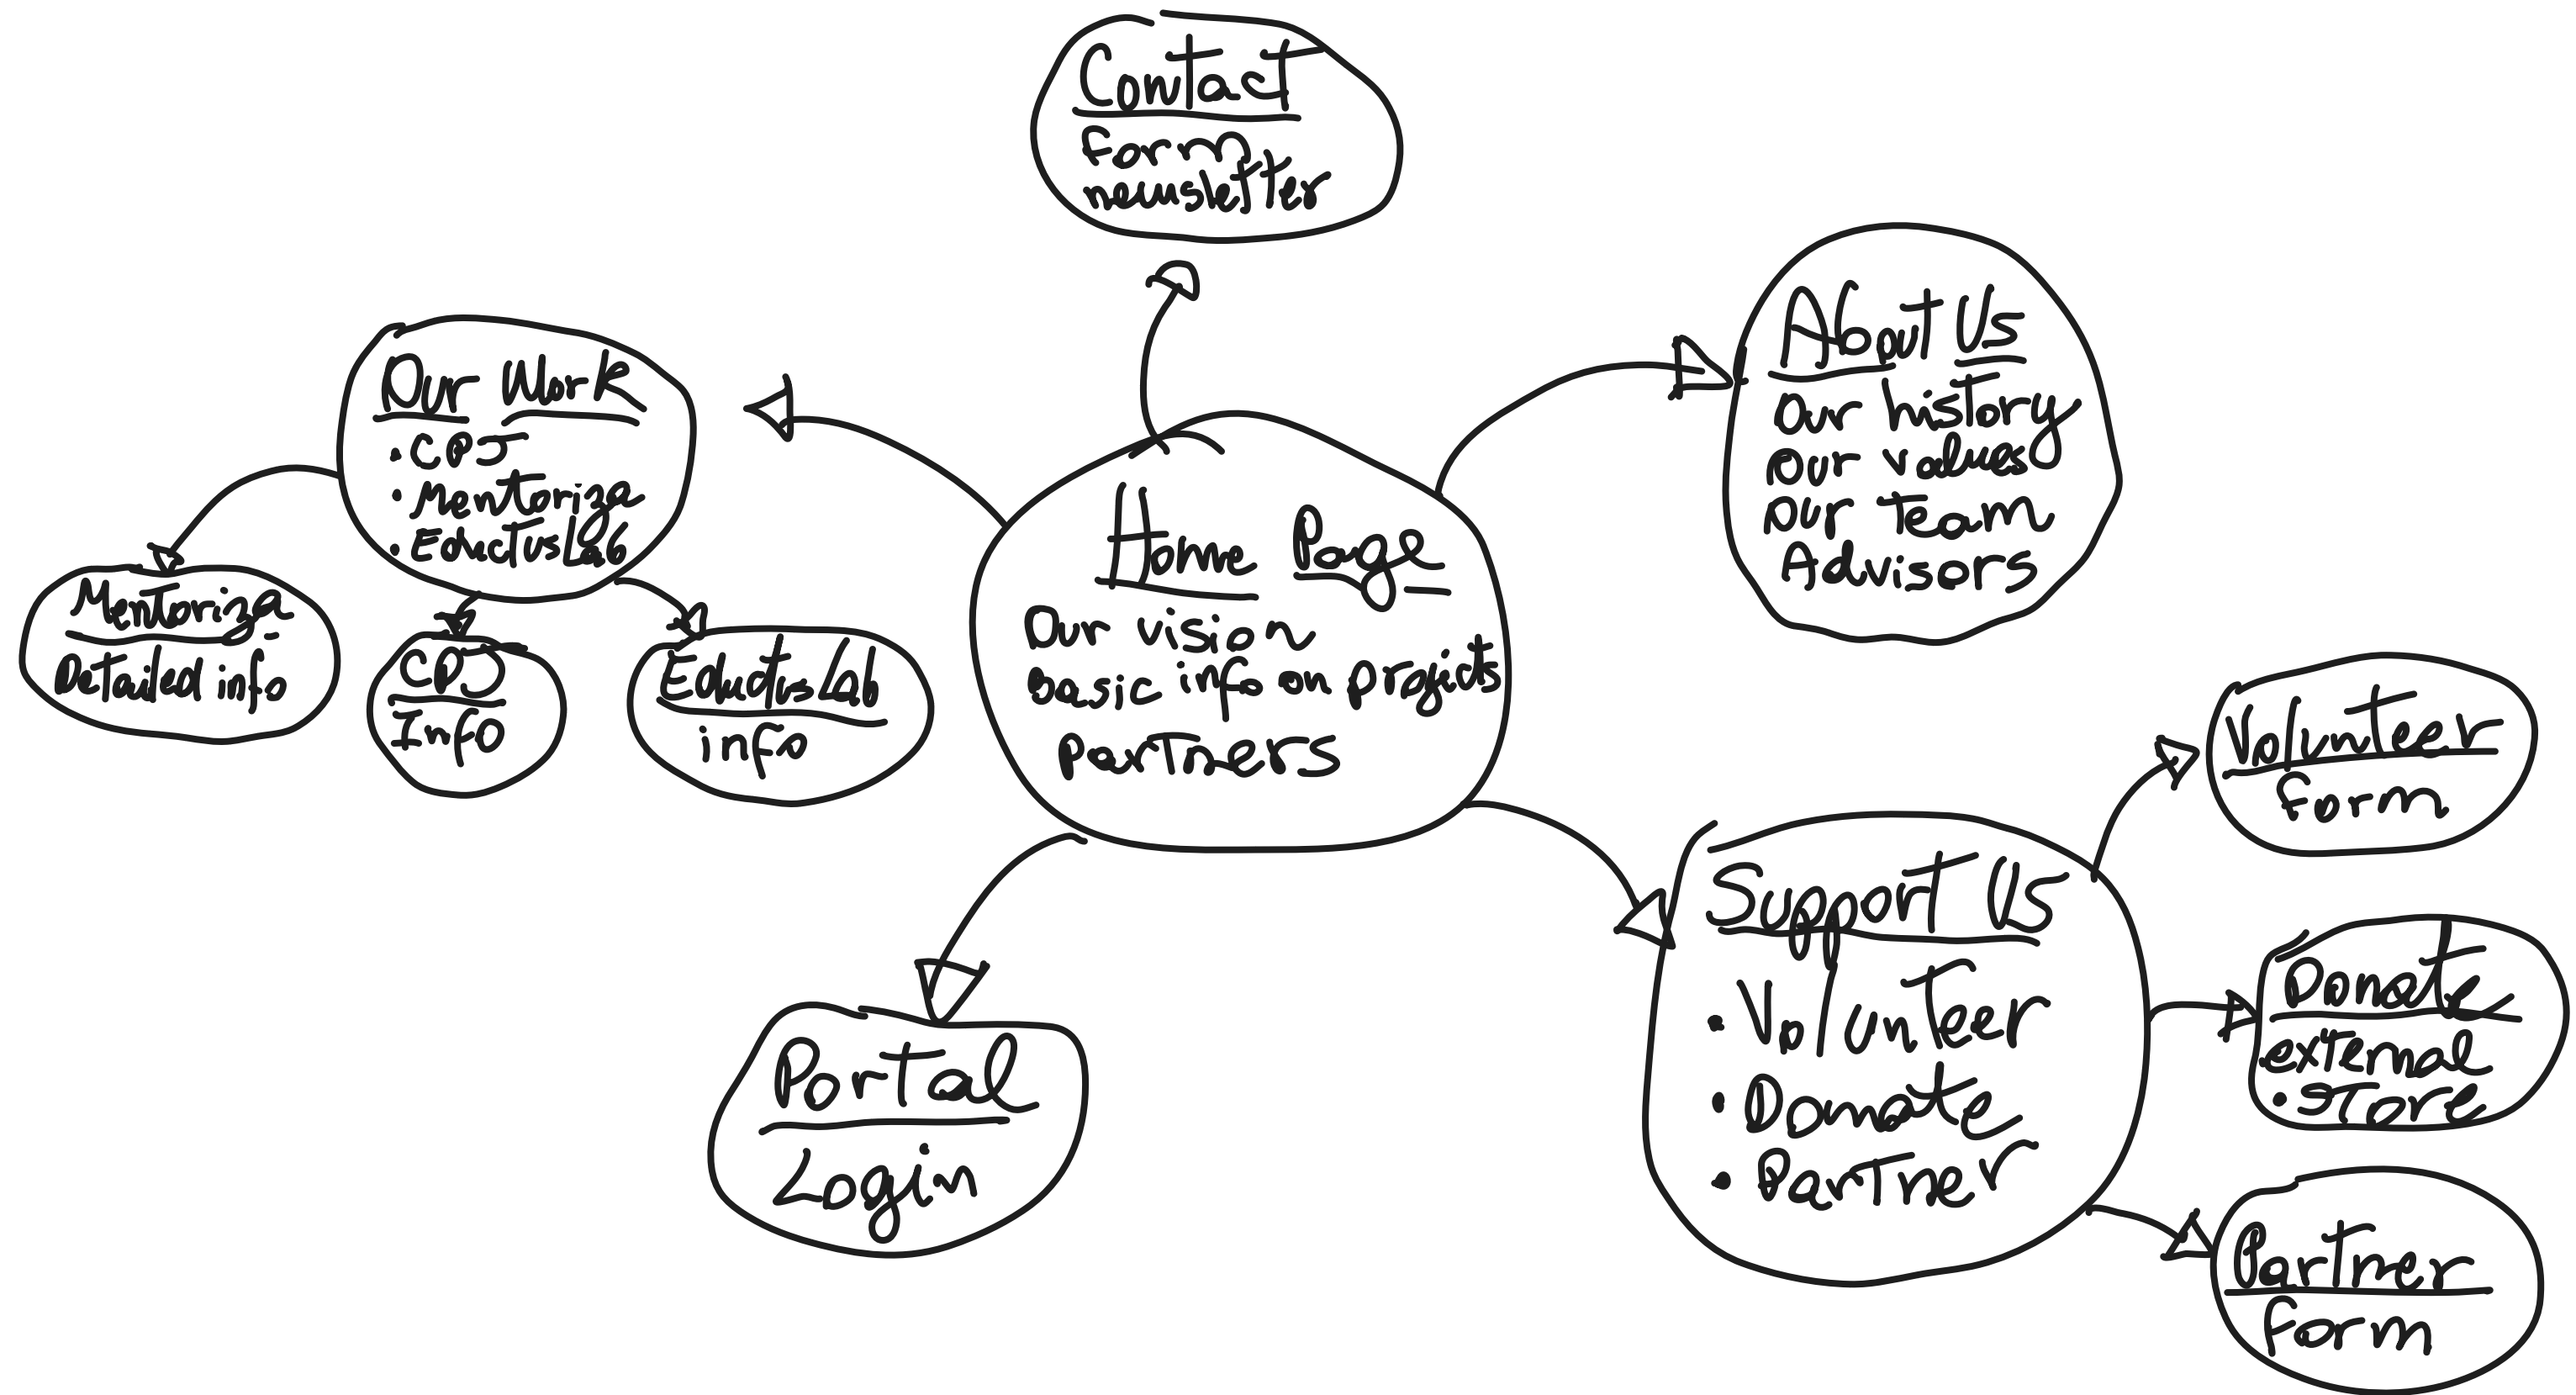 Contact
form
newsletter
About Us
Our history
Our values
Our team
Advisors
Our Work
• CPJ
• Mentoriza
• EductusLab
Mentoriza
Detailed info
CPJ
Info
EductusLab
info
Home Page
Our vision
Basic info on projects
partners
Portal
Login
Support Us
• Volunteer
• Donate
• Partner
Volunteer
form
Donate
external
• store
Partner
form